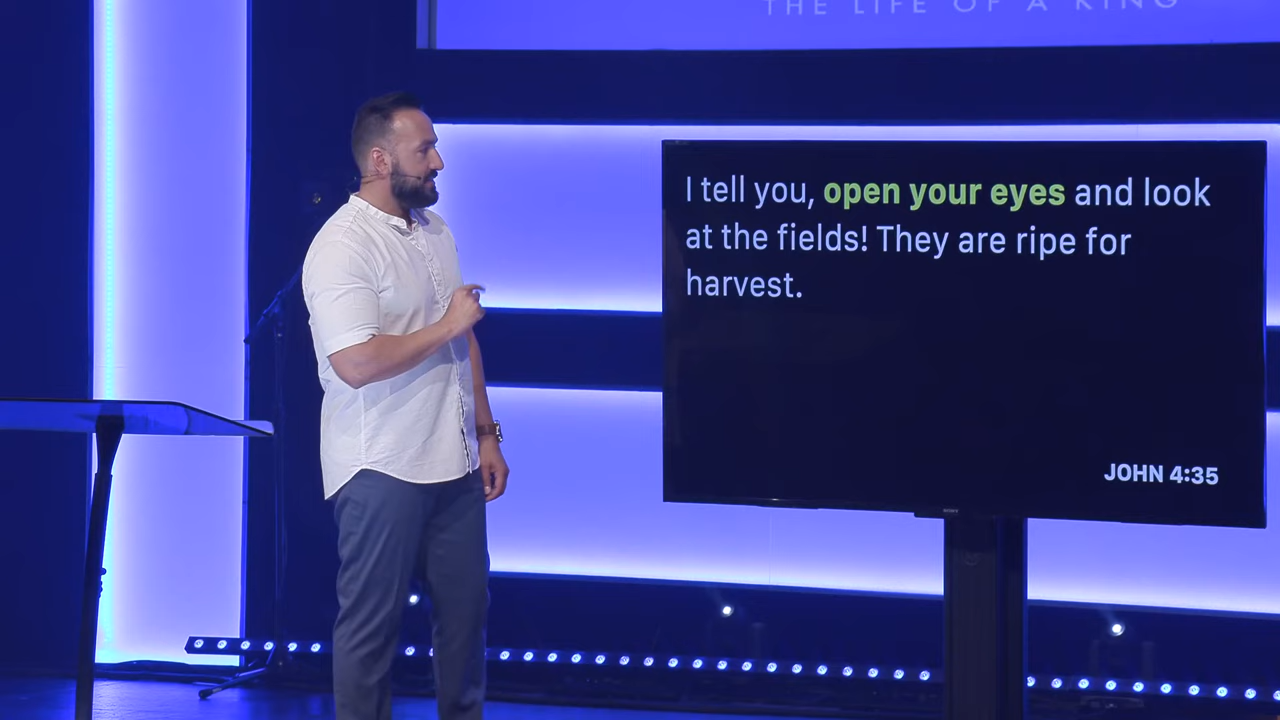 THE LIFE OF A KING
I tell you, open your eyes and look
at the fields! They are ripe for
harvest.
JOHN 4:35
SONY